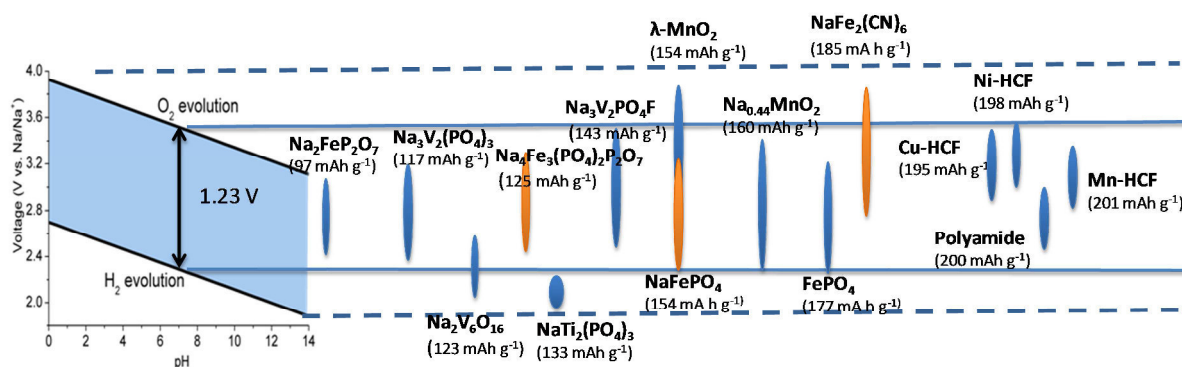 λ-MnO₂
(154 mAh g⁻¹)
NaFe₂(CN)₆
(185 mA h g⁻¹)
Voltage (V vs. Na/Na⁺)
4.0
3.6
3.2
2.8
2.4
2.0
O₂ evolution
1.23 V
H₂ evolution
0
2
4
6
8
10
12
14
pH
Na₂FeP₂O₇
(97 mAh g⁻¹)
Na₃V₂(PO₄)₃
(117 mAh g⁻¹)
Na₄Fe₃(PO₄)₂P₂O₇
(125 mAh g⁻¹)
Na₃V₂PO₄F
(143 mAh g⁻¹)
Na₀.₄₄MnO₂
(160 mAh g⁻¹)
Ni-HCF
(198 mAh g⁻¹)
Cu-HCF
(195 mAh g⁻¹)
Mn-HCF
(201 mAh g⁻¹)
Polyamide
(200 mAh g⁻¹)
NaFePO₄
(154 mA h g⁻¹)
FePO₄
(177 mA h g⁻¹)
Na₂V₆O₁₆
(123 mAh g⁻¹)
NaTi₂(PO₄)₃
(133 mAh g⁻¹)